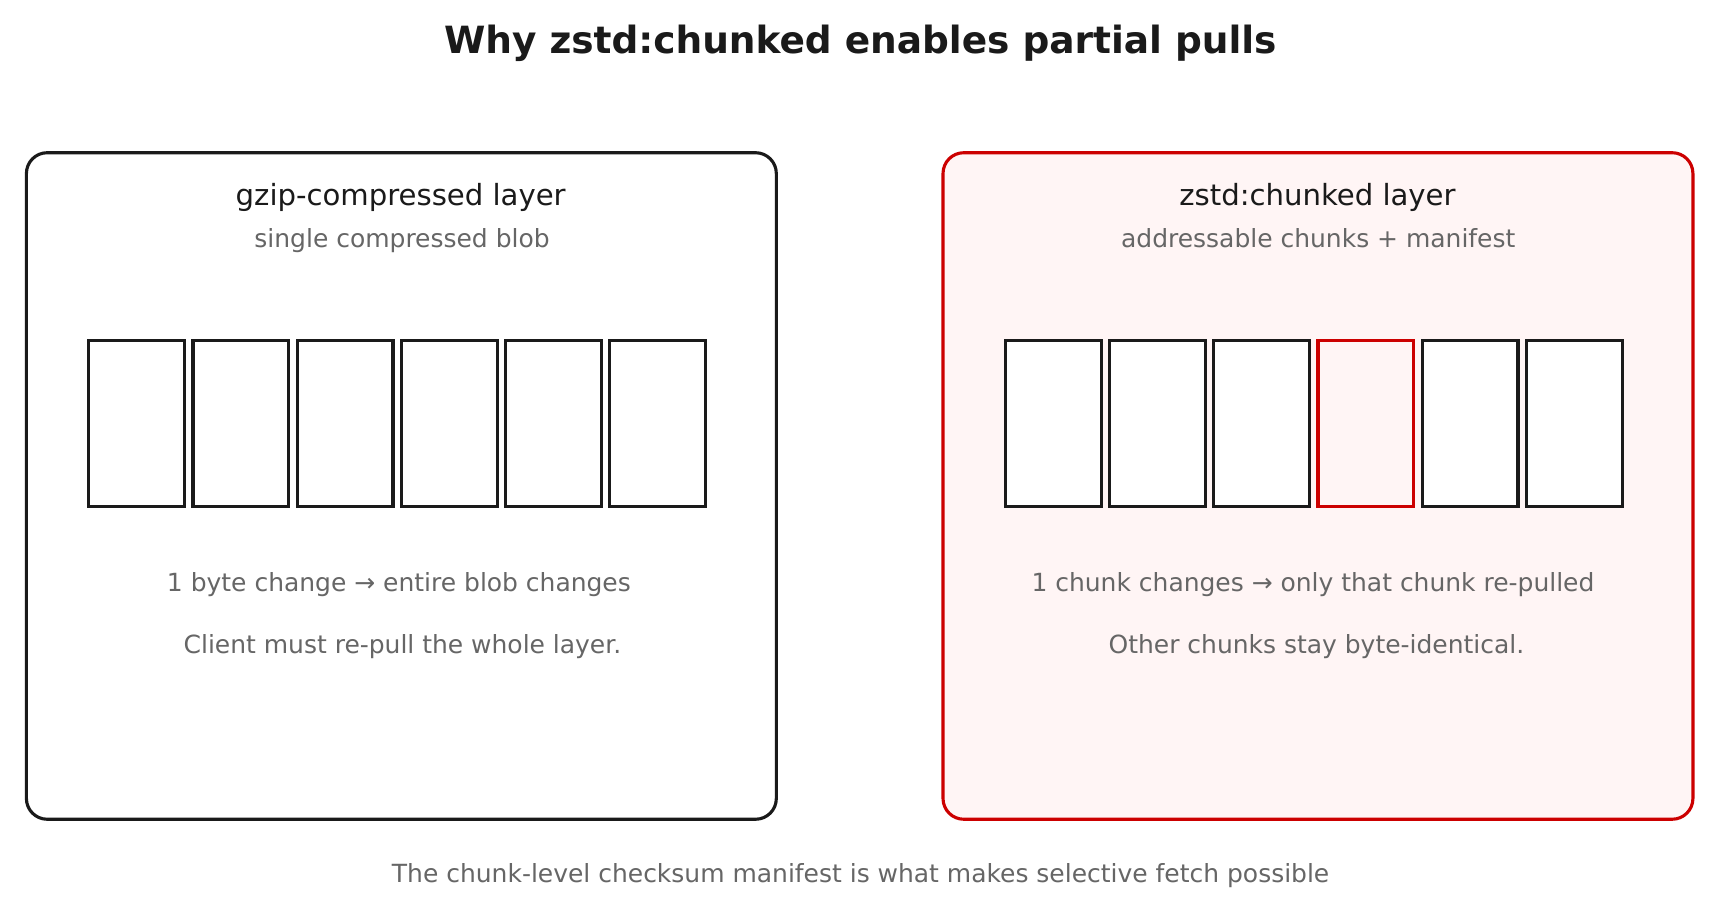 Why zstd:chunked enables partial pulls
gzip-compressed layer
single compressed blob
1 byte change → entire blob changes
Client must re-pull the whole layer.
zstd:chunked layer
addressable chunks + manifest
1 chunk changes → only that chunk re-pulled
Other chunks stay byte-identical.
The chunk-level checksum manifest is what makes selective fetch possible